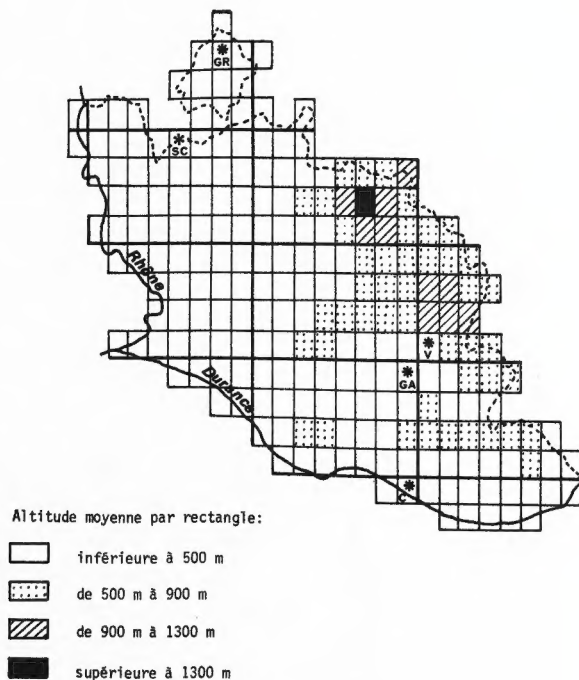 GR
SC
Rhône
V
GA
Durance
C
Altitude moyenne par rectangle:
inférieure à 500 m
de 500 m à 900 m
de 900 m à 1300 m
supérieure à 1300 m